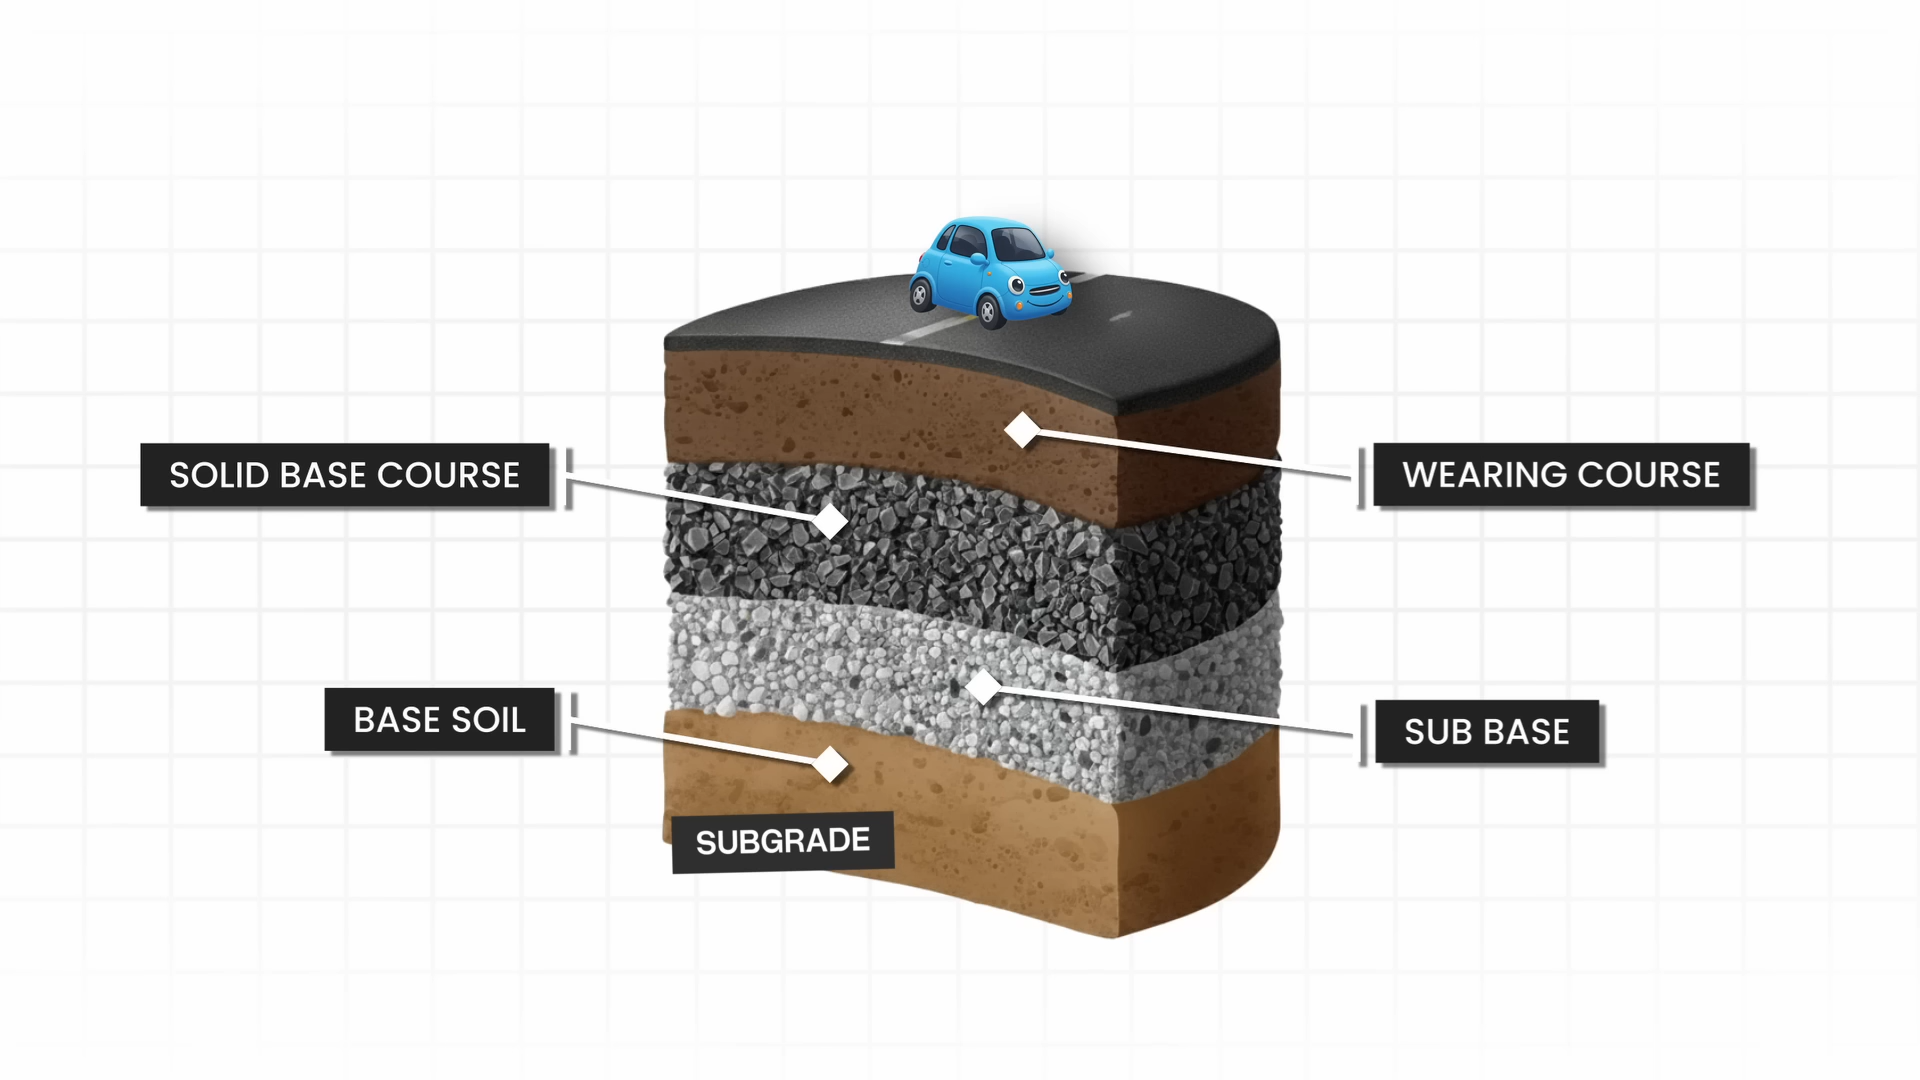 SOLID BASE COURSE
WEARING COURSE
BASE SOIL
SUB BASE
SUBGRADE